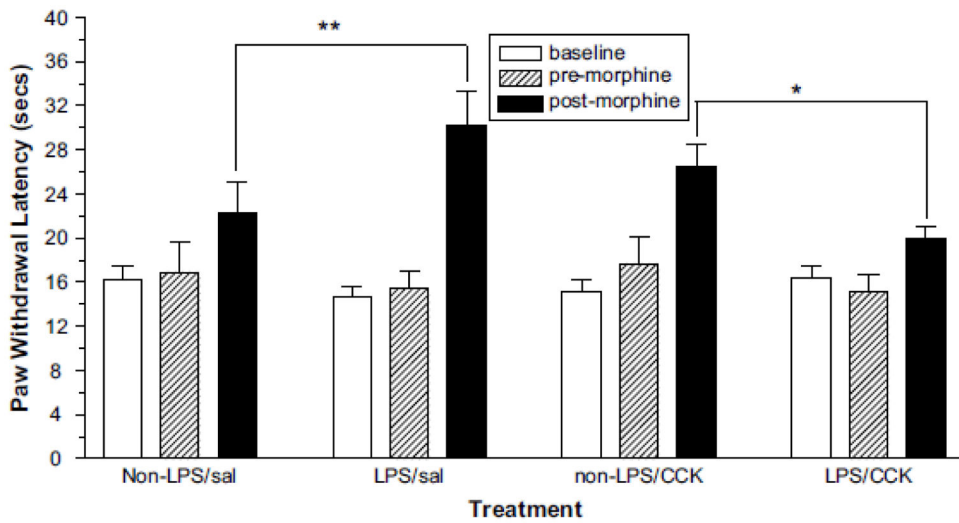 40
36
32
28
24
20
16
12
8
4
0
Paw Withdrawal Latency (secs)
**
baseline
pre-morphine
post-morphine
*
Non-LPS/sal
LPS/sal
non-LPS/CCK
LPS/CCK
Treatment